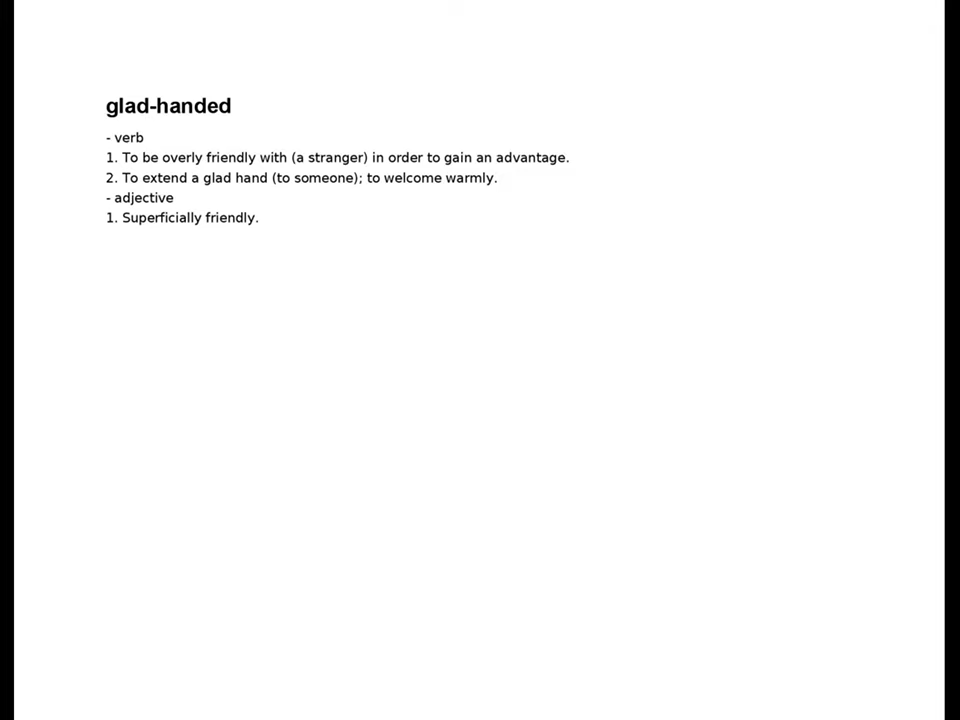 glad-handed
- verb
1. To be overly friendly with (a stranger) in order to gain an advantage.
2. To extend a glad hand (to someone); to welcome warmly.
- adjective
1. Superficially friendly.